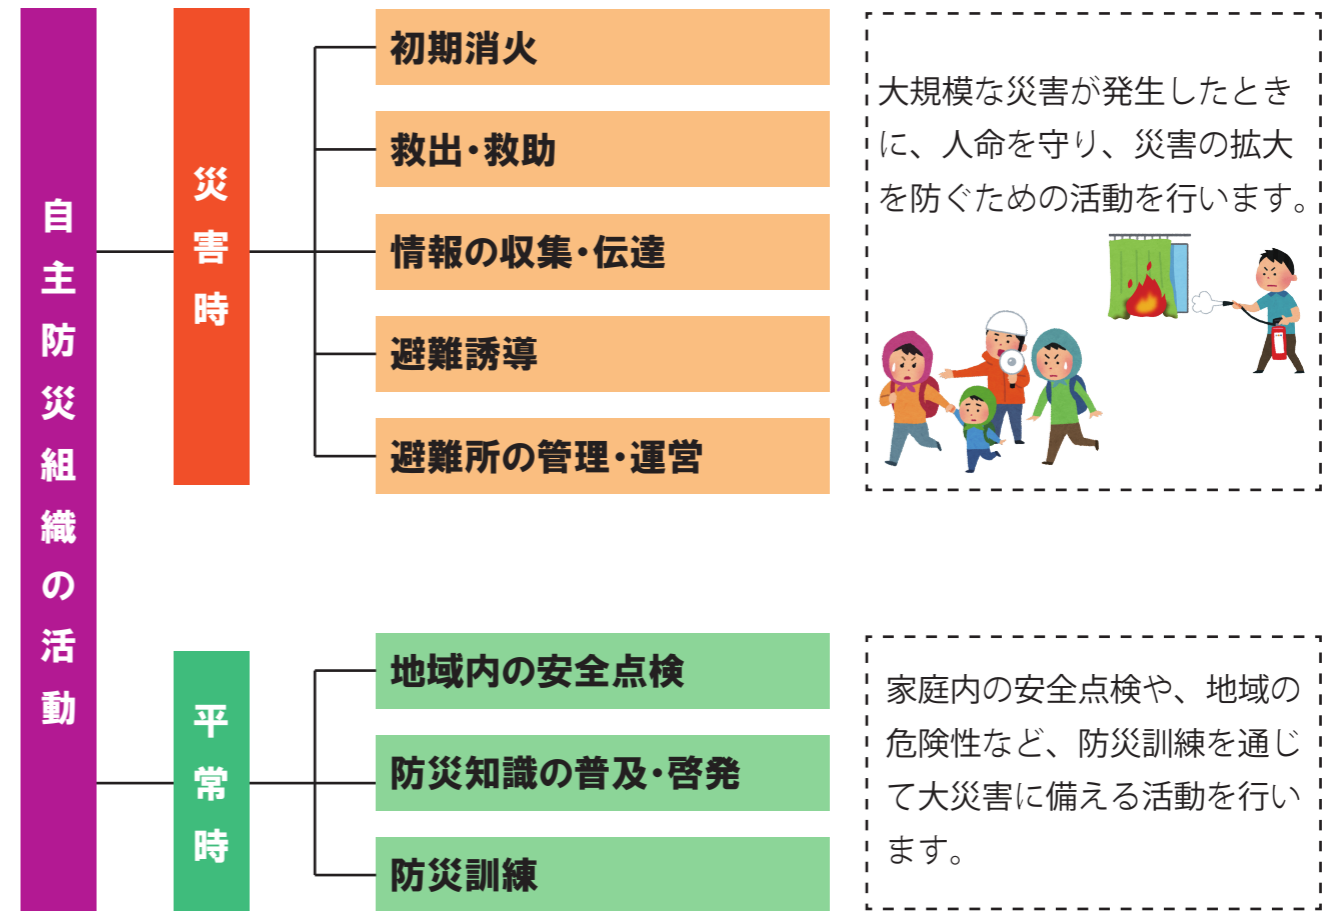 自主防災組織の活動
災害時
初期消火
救出・救助
情報の収集・伝達
避難誘導
避難所の管理・運営
大規模な災害が発生したとき
に、人命を守り、災害の拡大
を防ぐための活動を行います。
平常時
地域内の安全点検
防災知識の普及・啓発
防災訓練
家庭内の安全点検や、地域の
危険性など、防災訓練を通じ
て大災害に備える活動を行い
ます。